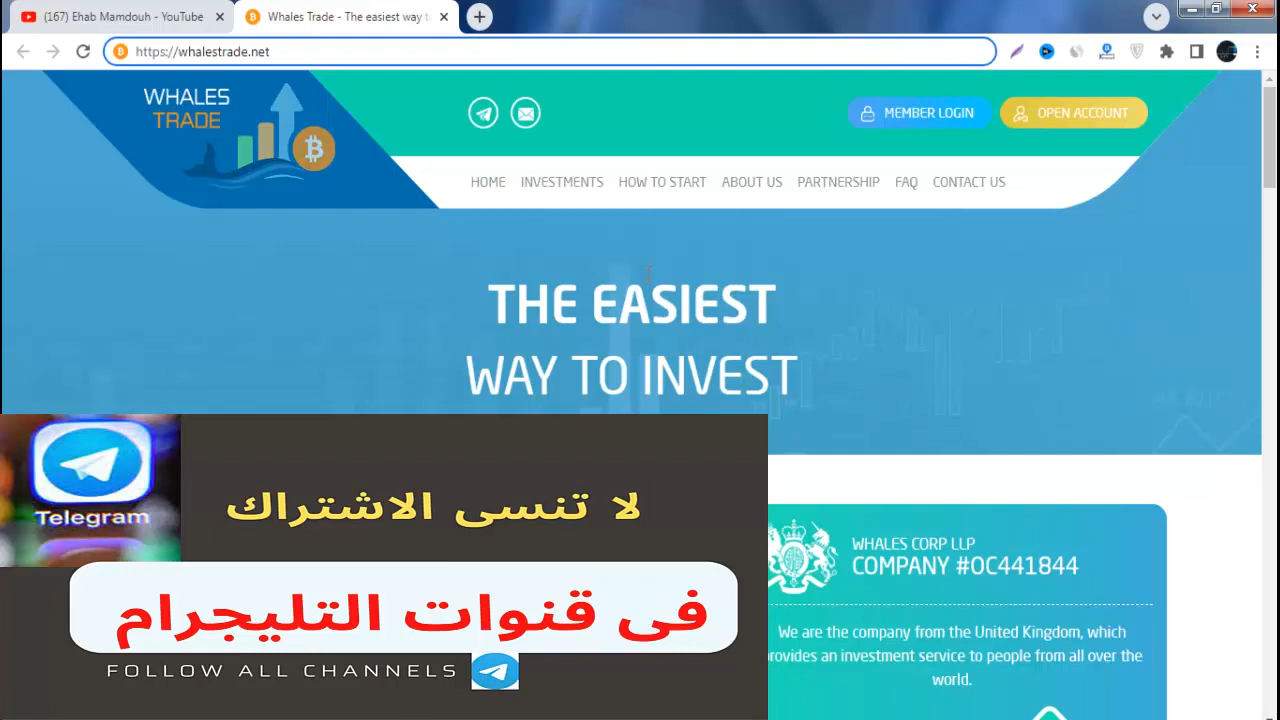 (167) Ehab Mamdouh - YouTube
Whales Trade - The easiest way t
https://whalestrade.net
WHALES
TRADE
MEMBER LOGIN
OPEN ACCOUNT
HOME
INVESTMENTS
HOW TO START
ABOUT US
PARTNERSHIP
FAQ
CONTACT US
THE EASIEST
WAY TO INVEST
Telegram
لا تنسى الاشتراك
فى قنوات التليجرام
FOLLOW ALL CHANNELS
WHALES CORP LLP
COMPANY #OC441844
We are the company from the United Kingdom, which
rovides an investment service to people from all over the
world.